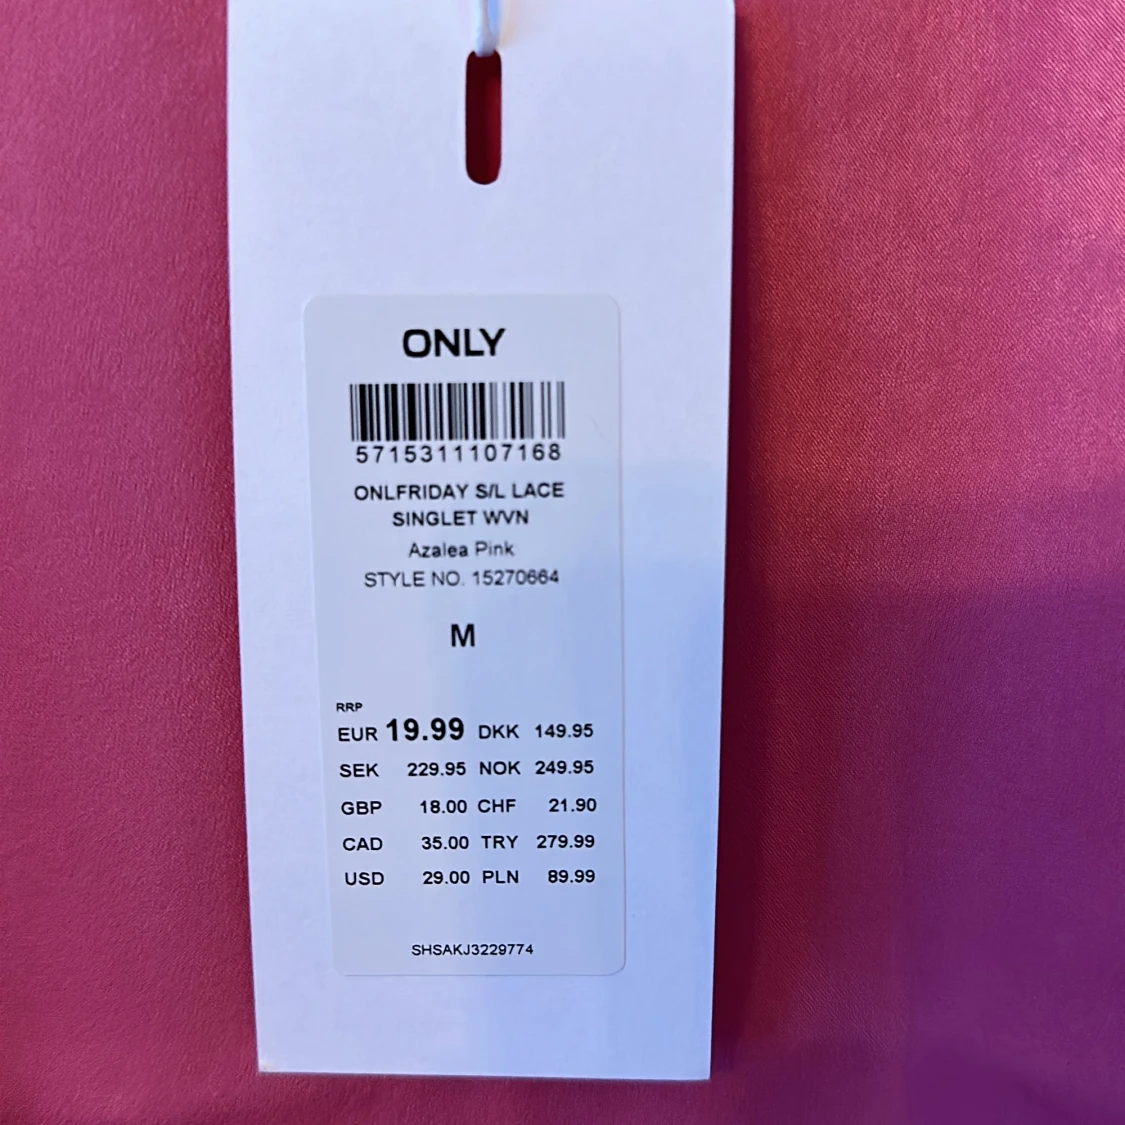 ONLY
5715311107168
ONLFRIDAY S/L LACE
SINGLET WVN
Azalea Pink
STYLE NO. 15270664
M
RRP
EUR 19.99 DKK 149.95
SEK 229.95 NOK 249.95
GBP 18.00 CHF 21.90
CAD 35.00 TRY 279.99
USD 29.00 PLN 89.99
SHSAKJ3229774